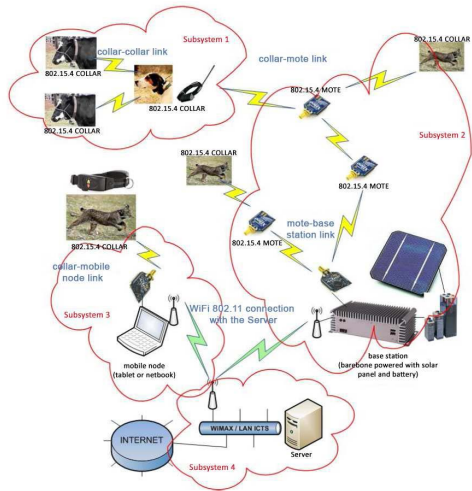 Subsystem 1
collar-collar link
collar-mote link
802.15.4 COLLAR
802.15.4 COLLAR
802.15.4 COLLAR
802.15.4 COLLAR
802.15.4 MOTE
Subsystem 2
802.15.4 COLLAR
802.15.4 MOTE
802.15.4 MOTE
mote-base
station link
802.15.4 COLLAR
collar-mobile
node link
Subsystem 3
WiFi 802.11 connection
with the Server
mobile node
(tablet or netbook)
base station
(barebone powered with solar
panel and battery)
INTERNET
WiMAX / LAN ICTS
Server
Subsystem 4